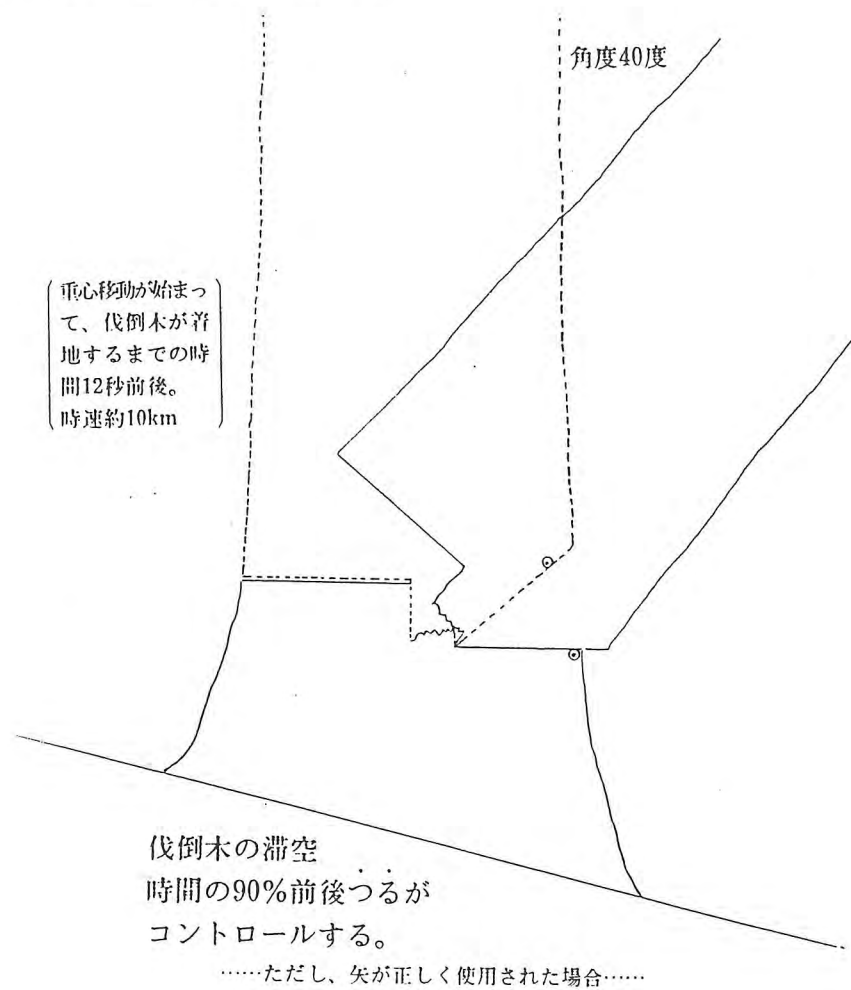 角度40度
重心移動が始まっ
て、伐倒木が着
地するまでの時
間12秒前後。
時速約10km
伐倒木の滞空
時間の90%前後つるが
コントロールする。
……ただし、矢が正しく使用された場合……